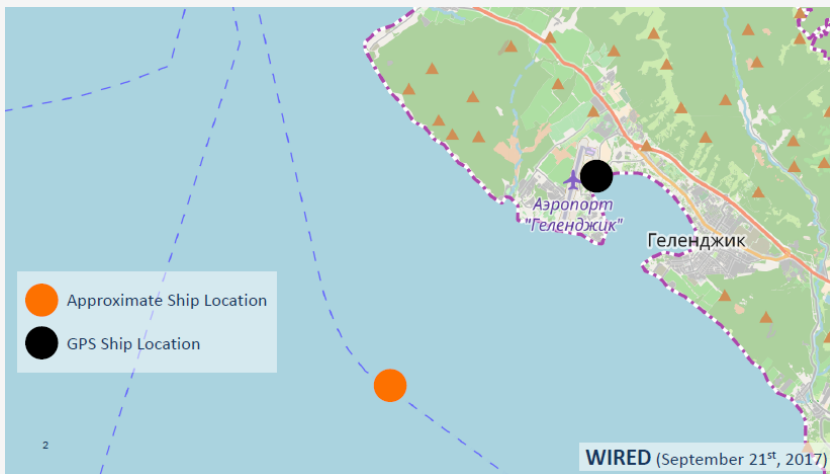 Аэропорт
"Геленджик"
Геленджик
Approximate Ship Location
GPS Ship Location
2
WIRED (September 21st, 2017)